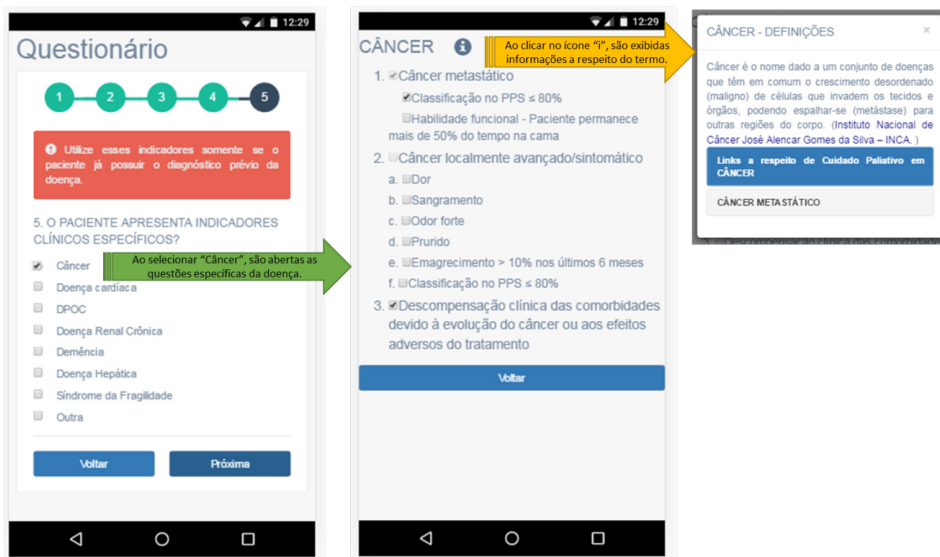 12:29
Questionário
1 2 3 4 5
Utilize esses indicadores somente se o
paciente já possuir o diagnóstico prévio da
doença.
5. O PACIENTE APRESENTA INDICADORES
CLÍNICOS ESPECÍFICOS?
Câncer
Doença cardíaca
DPOC
Doença Renal Crônica
Demência
Doença Hepática
Síndrome da Fragilidade
Outra
Voltar Próxima
Ao selecionar “Câncer”, são abertas as
questões específicas da doença.
12:29
CÂNCER i
1. Câncer metastático
Classificação no PPS ≤ 80%
Habilidade funcional - Paciente permanece
mais de 50% do tempo na cama
2. Câncer localmente avançado/sintomático
a. Dor
b. Sangramento
c. Odor forte
d. Prurido
e. Emagrecimento > 10% nos últimos 6 meses
f. Classificação no PPS ≤ 80%
3. Descompensação clínica das comorbidades
devido à evolução do câncer ou aos efeitos
adversos do tratamento
Voltar
Ao clicar no ícone “i”, são exibidas
informações a respeito do termo.
CÂNCER - DEFINIÇÕES ×
Câncer é o nome dado a um conjunto de doenças
que têm em comum o crescimento desordenado
(maligno) de células que invadem os tecidos e
órgãos, podendo espalhar-se (metástase) para
outras regiões do corpo. (Instituto Nacional de
Câncer José Alencar Gomes da Silva – INCA. )
Links a respeito de Cuidado Paliativo em
CÂNCER
CÂNCER METASTÁTICO